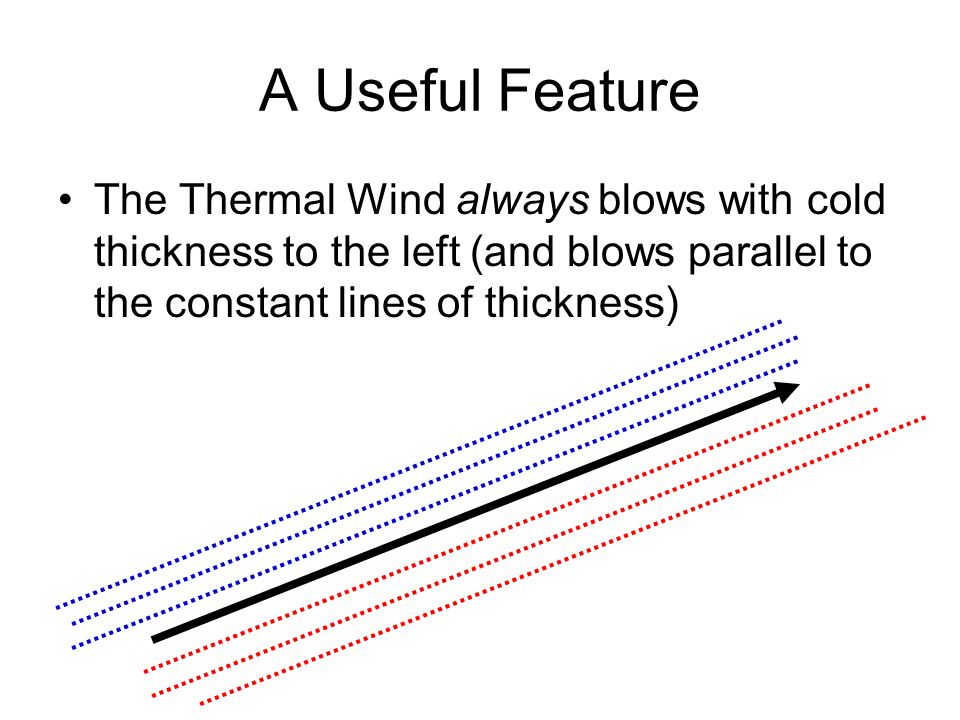 A Useful Feature
• The Thermal Wind always blows with cold
thickness to the left (and blows parallel to
the constant lines of thickness)